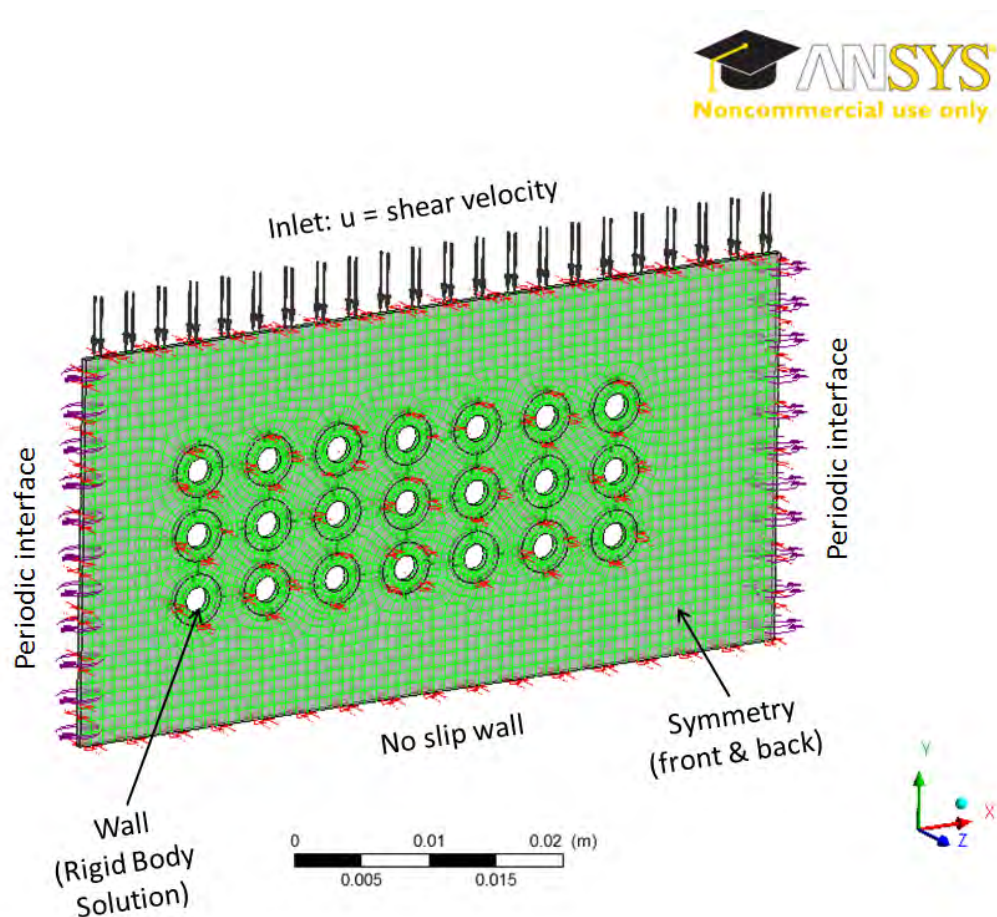 ANSYS
Noncommercial use only
Inlet: u = shear velocity
Periodic interface
Periodic interface
No slip wall
Symmetry
(front & back)
Wall
(Rigid Body
Solution)
0 0.01 0.02 (m)
0.005 0.015
Y
X
Z